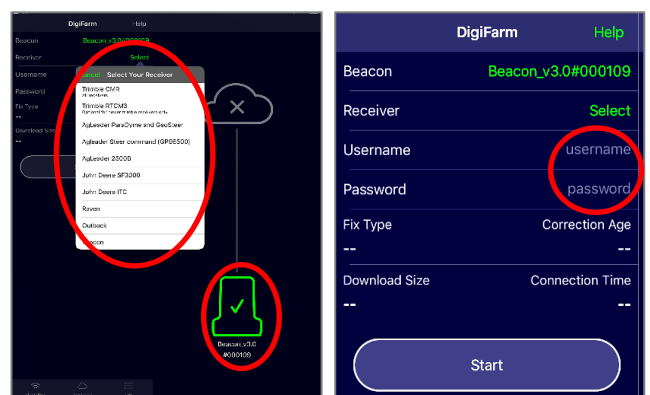 DigiFarm Help
Beacon Beacon_v3.0#000109
Receiver Select
Cancel Select Your Receiver
Username
Password
Fix Type
--
Download Size
--
Trimble CMR
Trimble RTCM3
AgLeader ParaDyme and GeoSteer
Agleader Steer command (GPS6500)
AgLeader 2500B
John Deere SF3000
John Deere ITC
Raven
Outback
Beacon_v3.0
#000109
DigiFarm Help
Beacon Beacon_v3.0#000109
Receiver Select
Username username
Password password
Fix Type Correction Age
-- --
Download Size Connection Time
-- --
Start